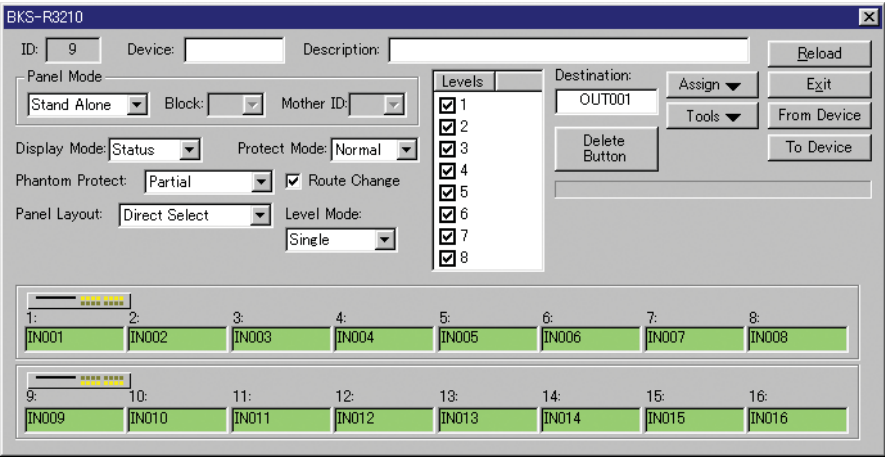 BKS-R3210
ID: 9 Device: Description: Reload
Panel Mode Levels Destination: Assign Exit
Stand Alone Block: Mother ID: 1 OUT001 Tools From Device
2
Display Mode: Status Protect Mode: Normal 3 Delete Button To Device
4
Phantom Protect: Partial Route Change 5
Panel Layout: Direct Select Level Mode: 6
Single 7
8
1: 2: 3: 4: 5: 6: 7: 8:
IN001 IN002 IN003 IN004 IN005 IN006 IN007 IN008
9: 10: 11: 12: 13: 14: 15: 16:
IN009 IN010 IN011 IN012 IN013 IN014 IN015 IN016